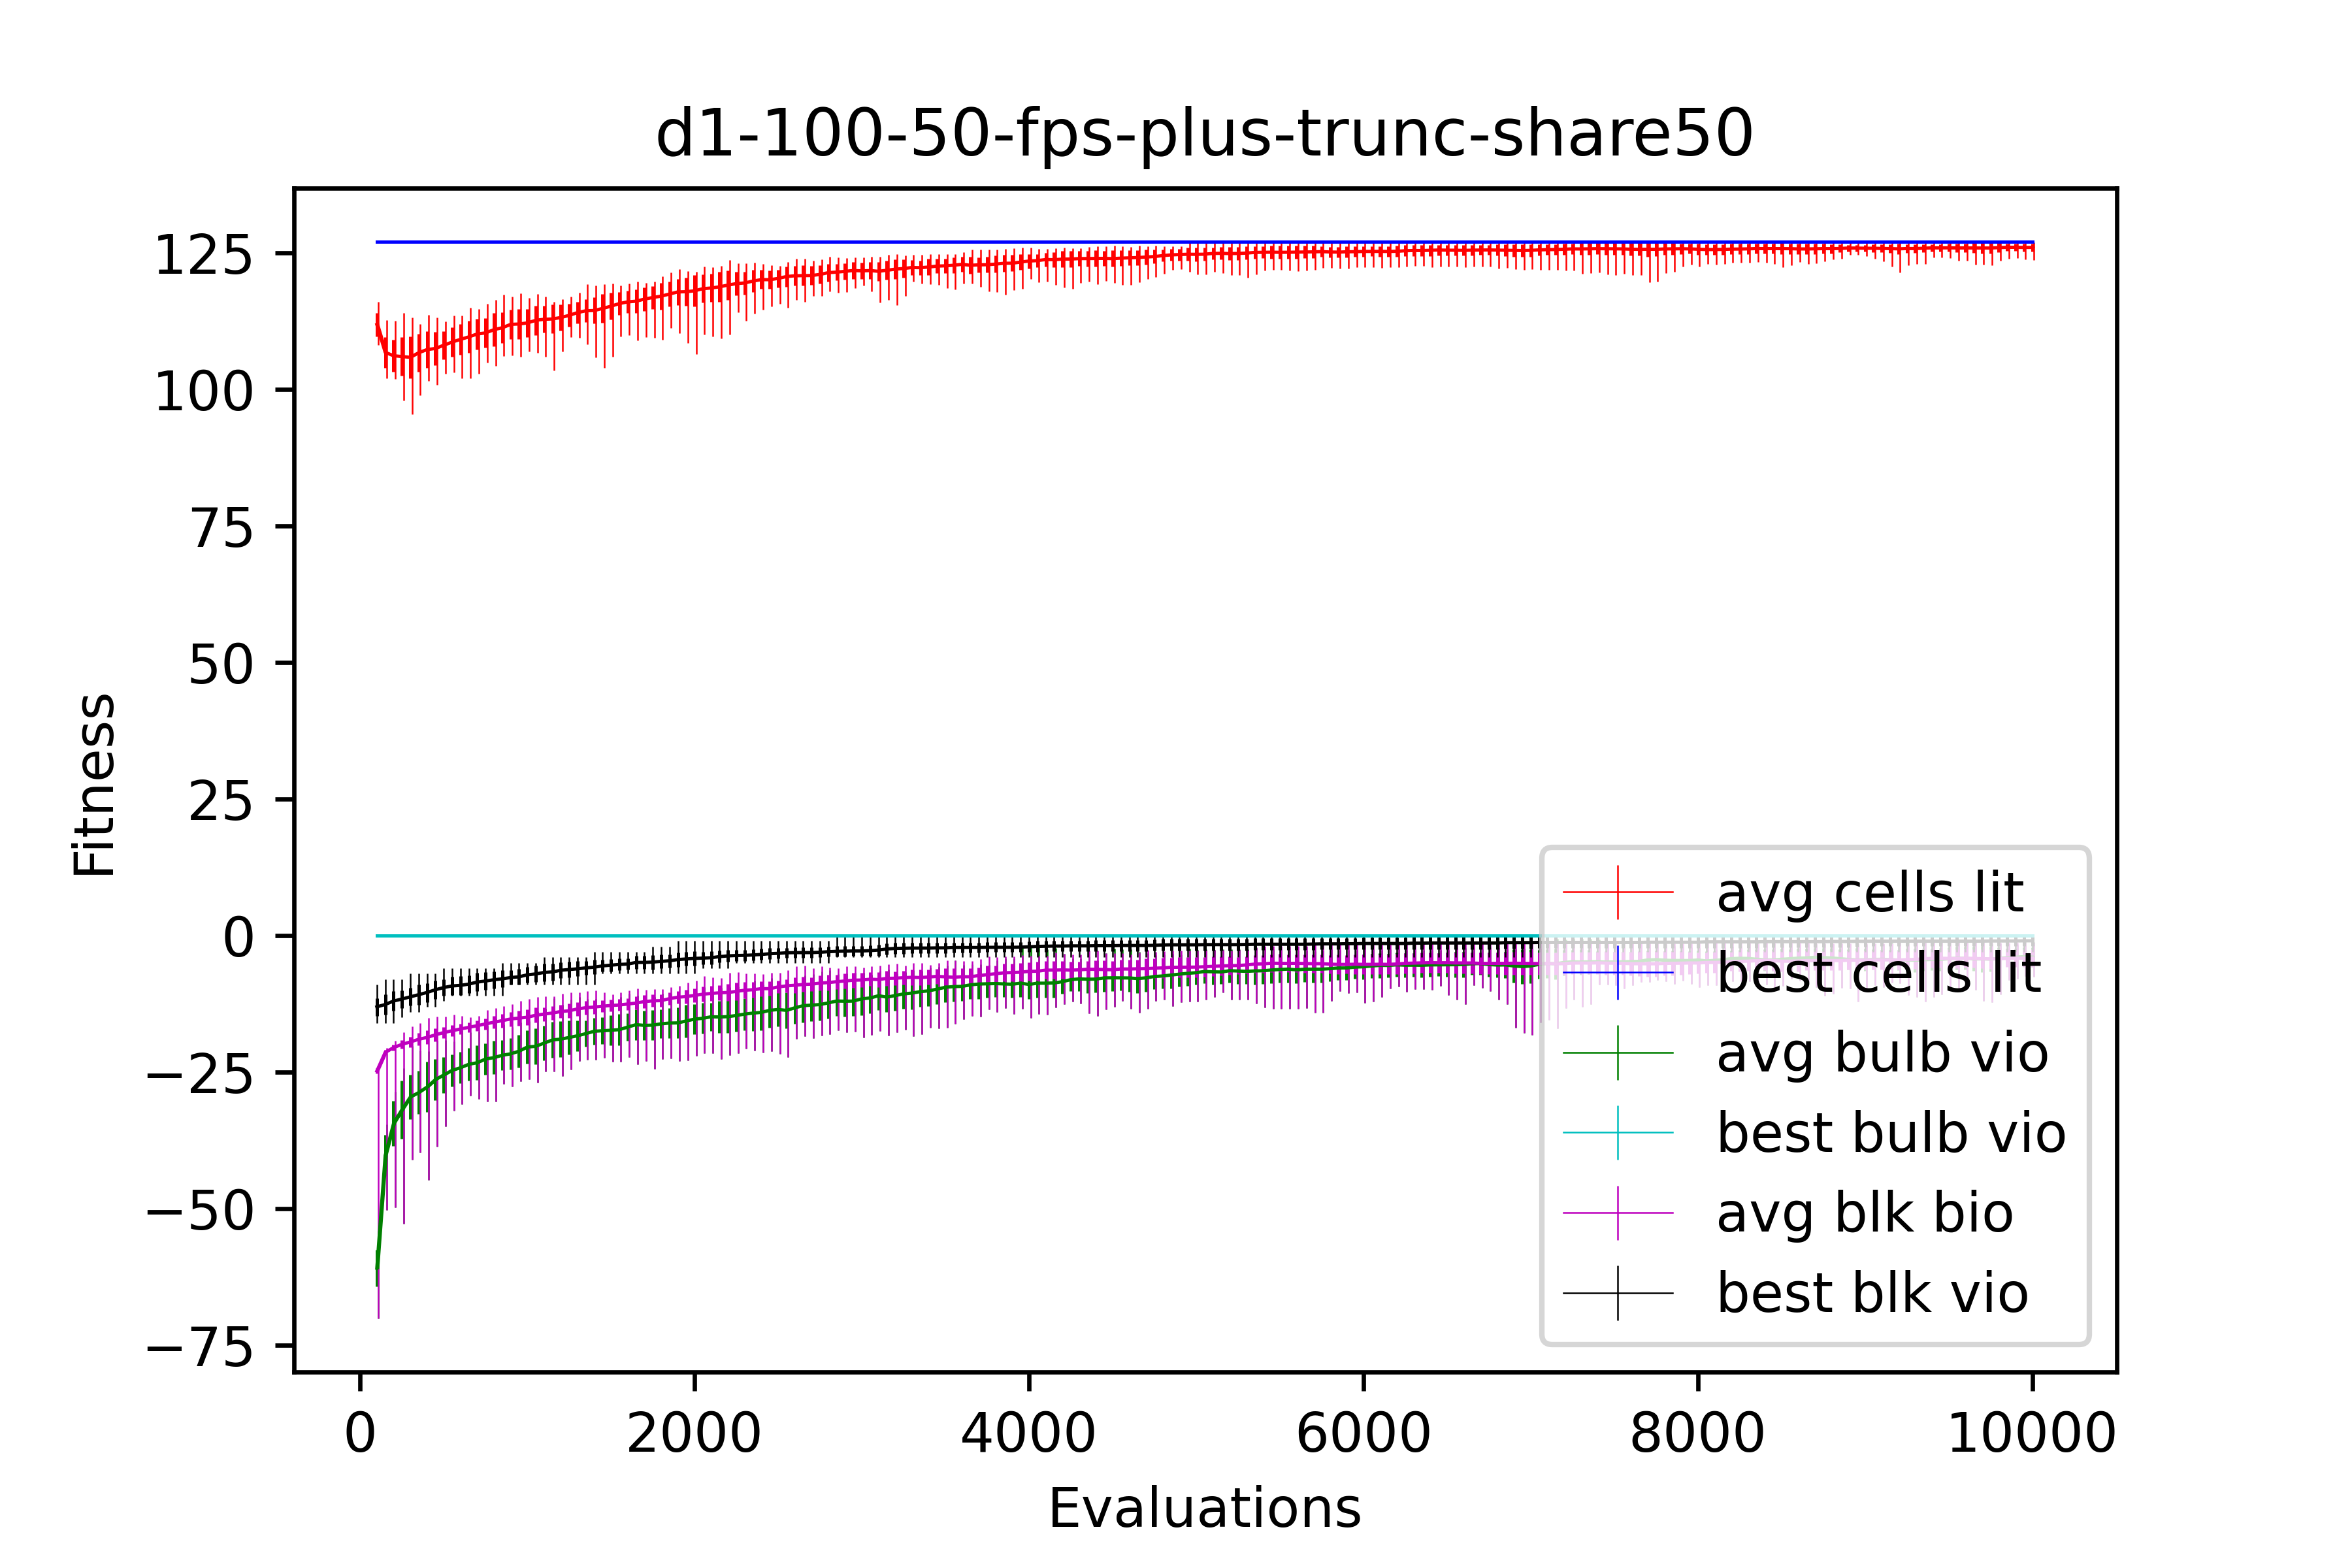 d1-100-50-fps-plus-trunc-share50
125
100
75
50
25
0
−25
−50
−75
Fitness
avg cells lit
best cells lit
avg bulb vio
best bulb vio
avg blk bio
best blk vio
0 2000 4000 6000 8000 10000
Evaluations